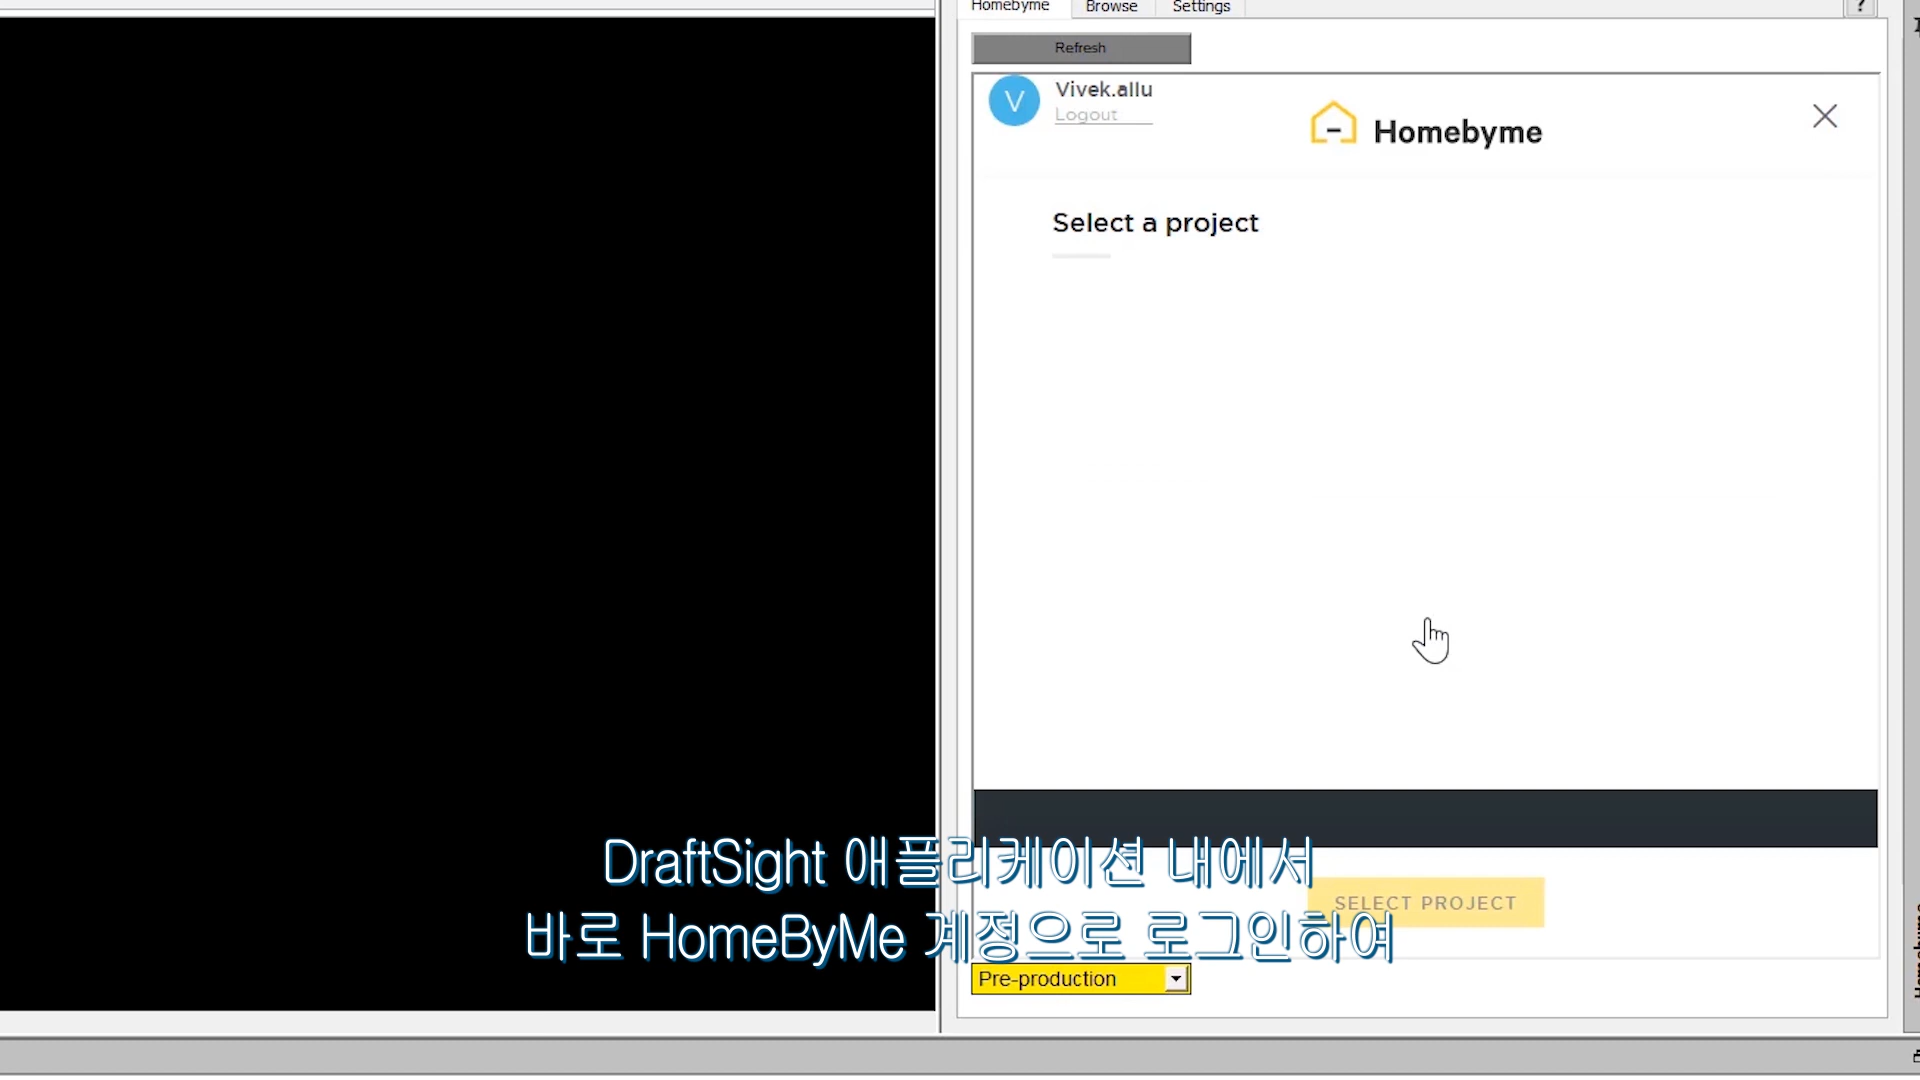 Homebyme Browse Settings ?
Refresh
V Vivek.allu
Logout
Homebyme
Select a project
DraftSight 애플리케이션 내에서
SELECT PROJECT
바로 HomeByMe 계정으로 로그인하여
Pre-production
Homebyme